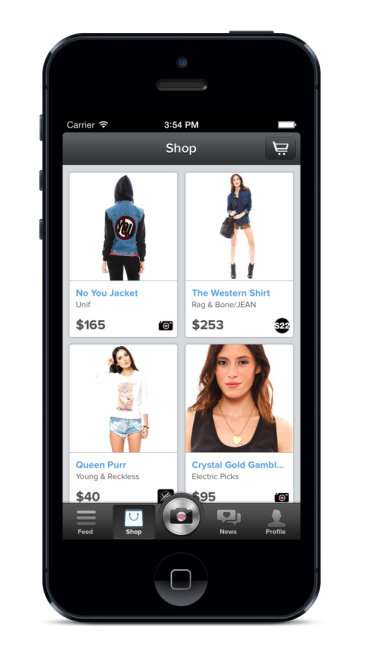 Carrier 3:54 PM
Shop
No You Jacket
Unif
$165
The Western Shirt
Rag & Bone/JEAN
$253
S22
Queen Purr
Young & Reckless
$40
Crystal Gold Gambl...
Electric Picks
$95
Feed
Shop
News
Profile